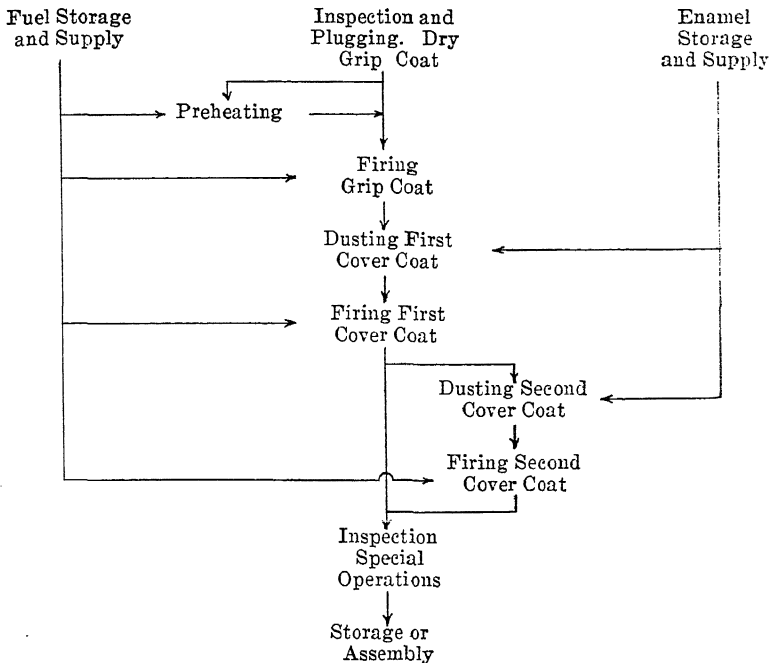 Fuel Storage
and Supply
Inspection and
Plugging. Dry
Grip Coat
Enamel
Storage
and Supply
Preheating
Firing
Grip Coat
Dusting First
Cover Coat
Firing First
Cover Coat
Dusting Second
Cover Coat
Firing Second
Cover Coat
Inspection
Special
Operations
Storage or
Assembly